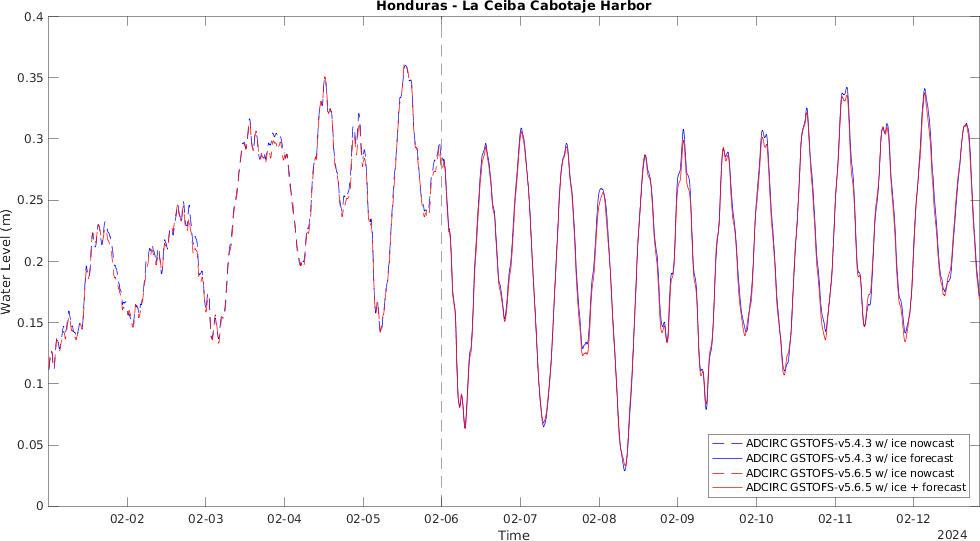 Honduras - La Ceiba Cabotaje Harbor
0.4
0.35
0.3
0.25
0.2
0.15
0.1
0.05
0
Water Level (m)
ADCIRC GSTOFS-v5.4.3 w/ ice nowcast
ADCIRC GSTOFS-v5.4.3 w/ ice forecast
ADCIRC GSTOFS-v5.6.5 w/ ice nowcast
ADCIRC GSTOFS-v5.6.5 w/ ice + forecast
02-02 02-03 02-04 02-05 02-06 02-07 02-08 02-09 02-10 02-11 02-12
Time
2024